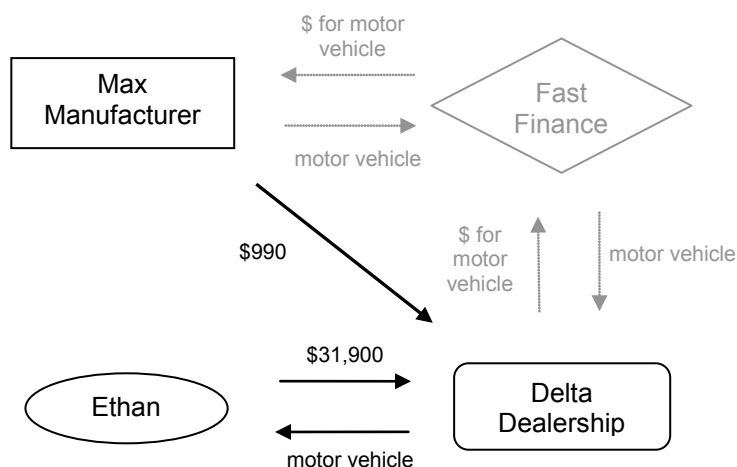 $ for motor
vehicle
Max
Manufacturer
Fast
Finance
motor vehicle
$990
$ for
motor
vehicle
motor vehicle
$31,900
Ethan
Delta
Dealership
motor vehicle